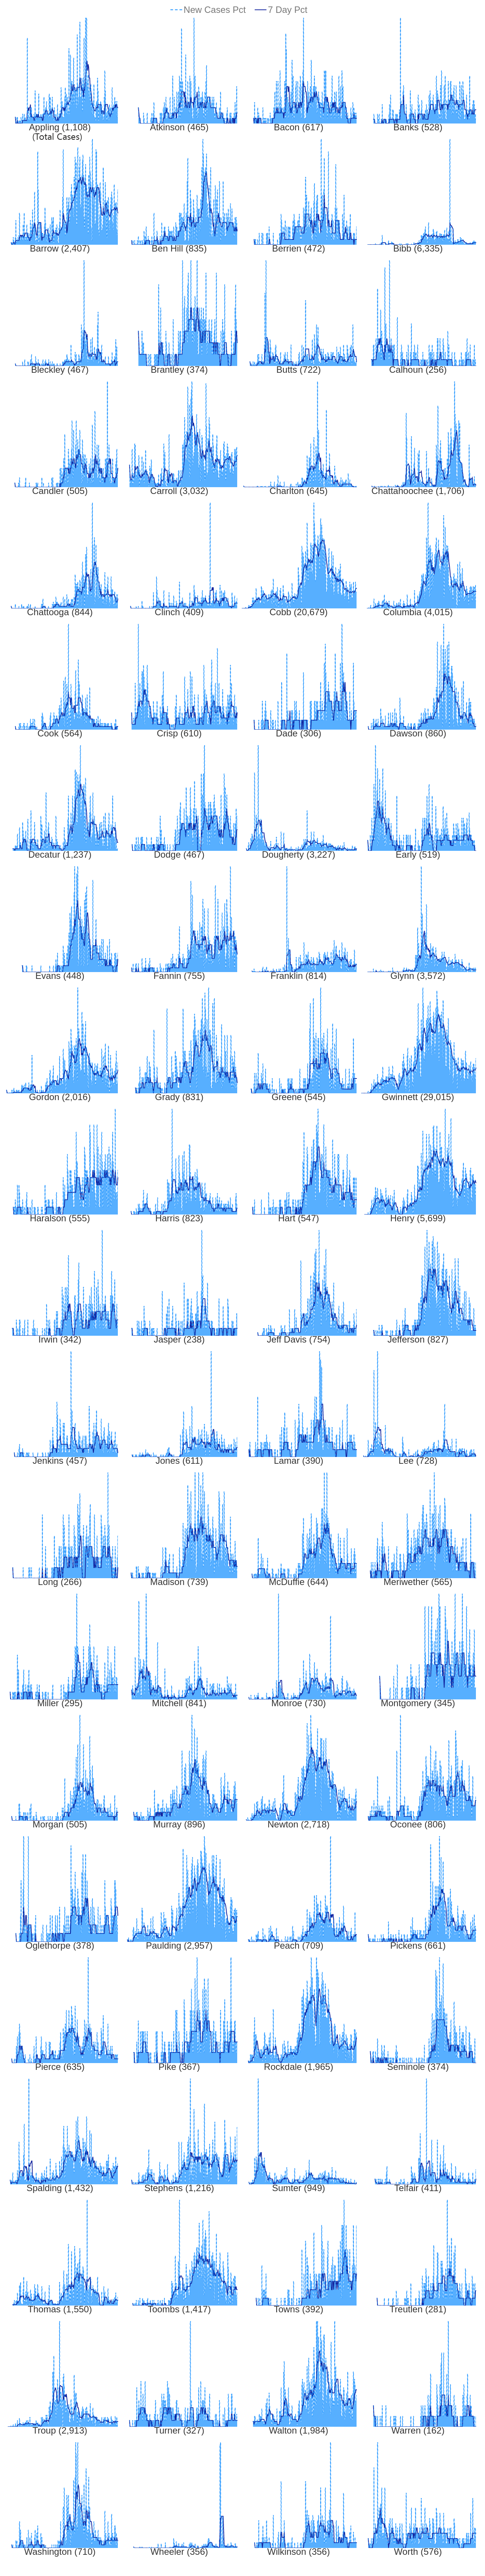 New Cases Pct 7 Day Pct
Appling (1,108) Atkinson (465) Bacon (617) Banks (528)
(Total Cases)
Barrow (2,407) Ben Hill (835) Berrien (472) Bibb (6,335)
Bleckley (467) Brantley (374) Butts (722) Calhoun (256)
Candler (505) Carroll (3,032) Charlton (645) Chattahoochee (1,706)
Chattooga (844) Clinch (409) Cobb (20,679) Columbia (4,015)
Cook (564) Crisp (610) Dade (306) Dawson (860)
Decatur (1,237) Dodge (467) Dougherty (3,227) Early (519)
Evans (448) Fannin (755) Franklin (814) Glynn (3,572)
Gordon (2,016) Grady (831) Greene (545) Gwinnett (29,015)
Haralson (555) Harris (823) Hart (547) Henry (5,699)
Irwin (342) Jasper (238) Jeff Davis (754) Jefferson (827)
Jenkins (457) Jones (611) Lamar (390) Lee (728)
Long (266) Madison (739) McDuffie (644) Meriwether (565)
Miller (295) Mitchell (841) Monroe (730) Montgomery (345)
Morgan (505) Murray (896) Newton (2,718) Oconee (806)
Oglethorpe (378) Paulding (2,957) Peach (709) Pickens (661)
Pierce (635) Pike (367) Rockdale (1,965) Seminole (374)
Spalding (1,432) Stephens (1,216) Sumter (949) Telfair (411)
Thomas (1,550) Toombs (1,417) Towns (392) Treutlen (281)
Troup (2,913) Turner (327) Walton (1,984) Warren (162)
Washington (710) Wheeler (356) Wilkinson (356) Worth (576)